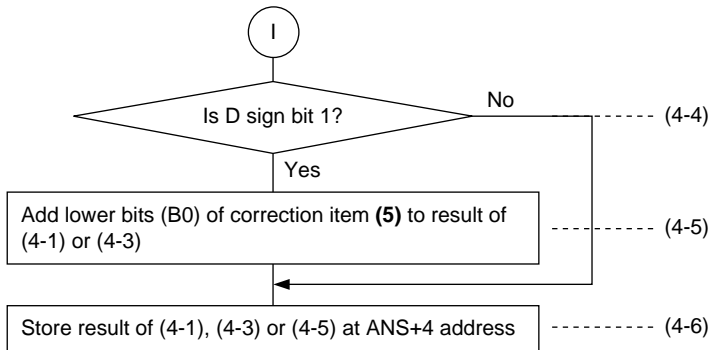 I
Is D sign bit 1?
No
(4-4)
Yes
Add lower bits (B0) of correction item (5) to result of
(4-1) or (4-3)
(4-5)
Store result of (4-1), (4-3) or (4-5) at ANS+4 address
(4-6)